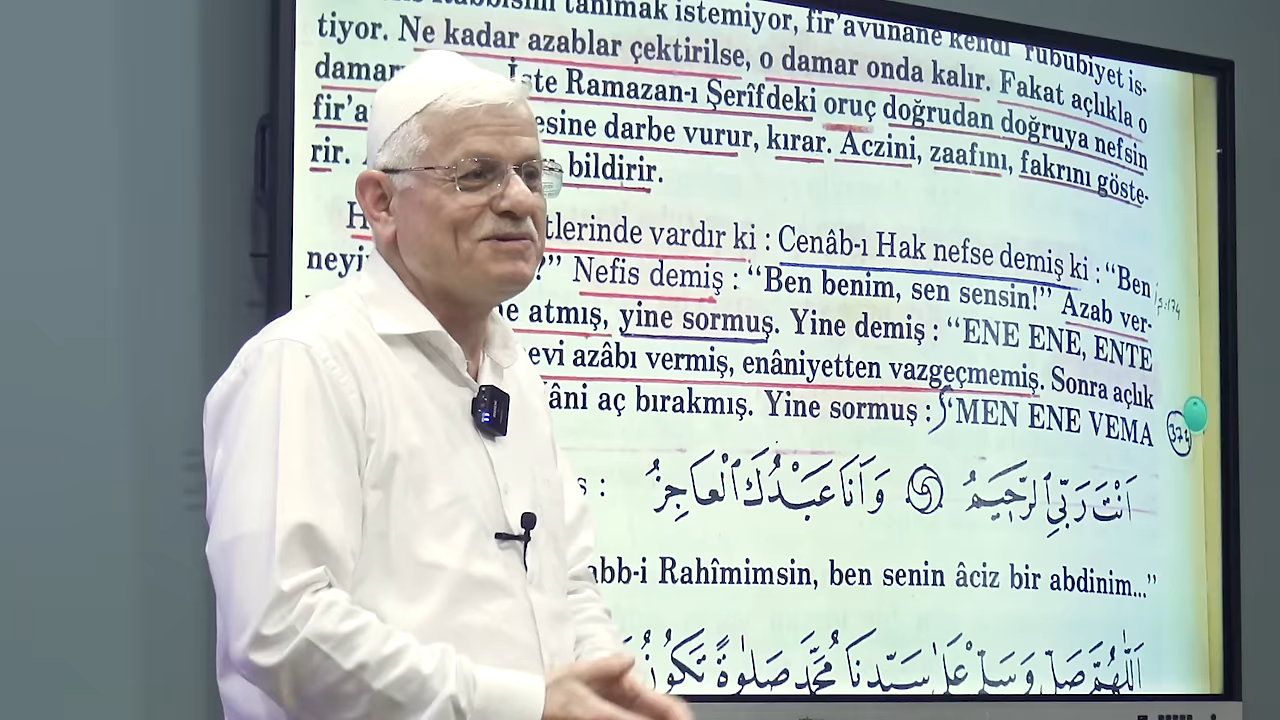 tanımak istemiyor, fir'avunane kendi rububiyet is-
tiyor. Ne kadar azablar çektirilse, o damar onda kalır. Fakat açlıkla o
damar İşte Ramazan-ı Şerîfdeki oruç doğrudan doğruya nefsin
fir'a esine darbe vurur, kırar. Aczini, zaafını, fakrını göste-
rir. bildirir.
H tlerinde vardır ki : Cenâb-ı Hak nefse demiş ki : “Ben
neyi ?” Nefis demiş : “Ben benim, sen sensin!” Azab ver-
e atmış, yine sormuş. Yine demiş : “ENE ENE, ENTE
evi azâbı vermiş, enâniyetten vazgeçmemiş. Sonra açlık
âni aç bırakmış. Yine sormuş : “MEN ENE VEMA
اَنْتَ رَبِّى الرَّحِيمُ وَاَنَا عَبْدُكَ الْعَاجِزُ s :
abb-i Rahîmimsin, ben senin âciz bir abdinim...”
اَللّٰهُمَّ صَلِّ وَسَلِّمْ عَلٰى سَيِّدِنَا مُحَمَّدٍ صَلٰوةً تَكُونُ